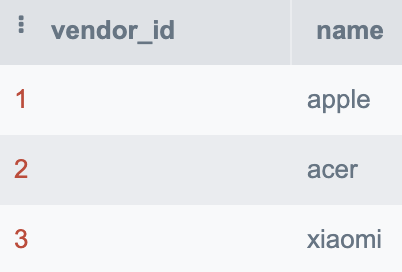 vendor_id name
1 apple
2 acer
3 xiaomi